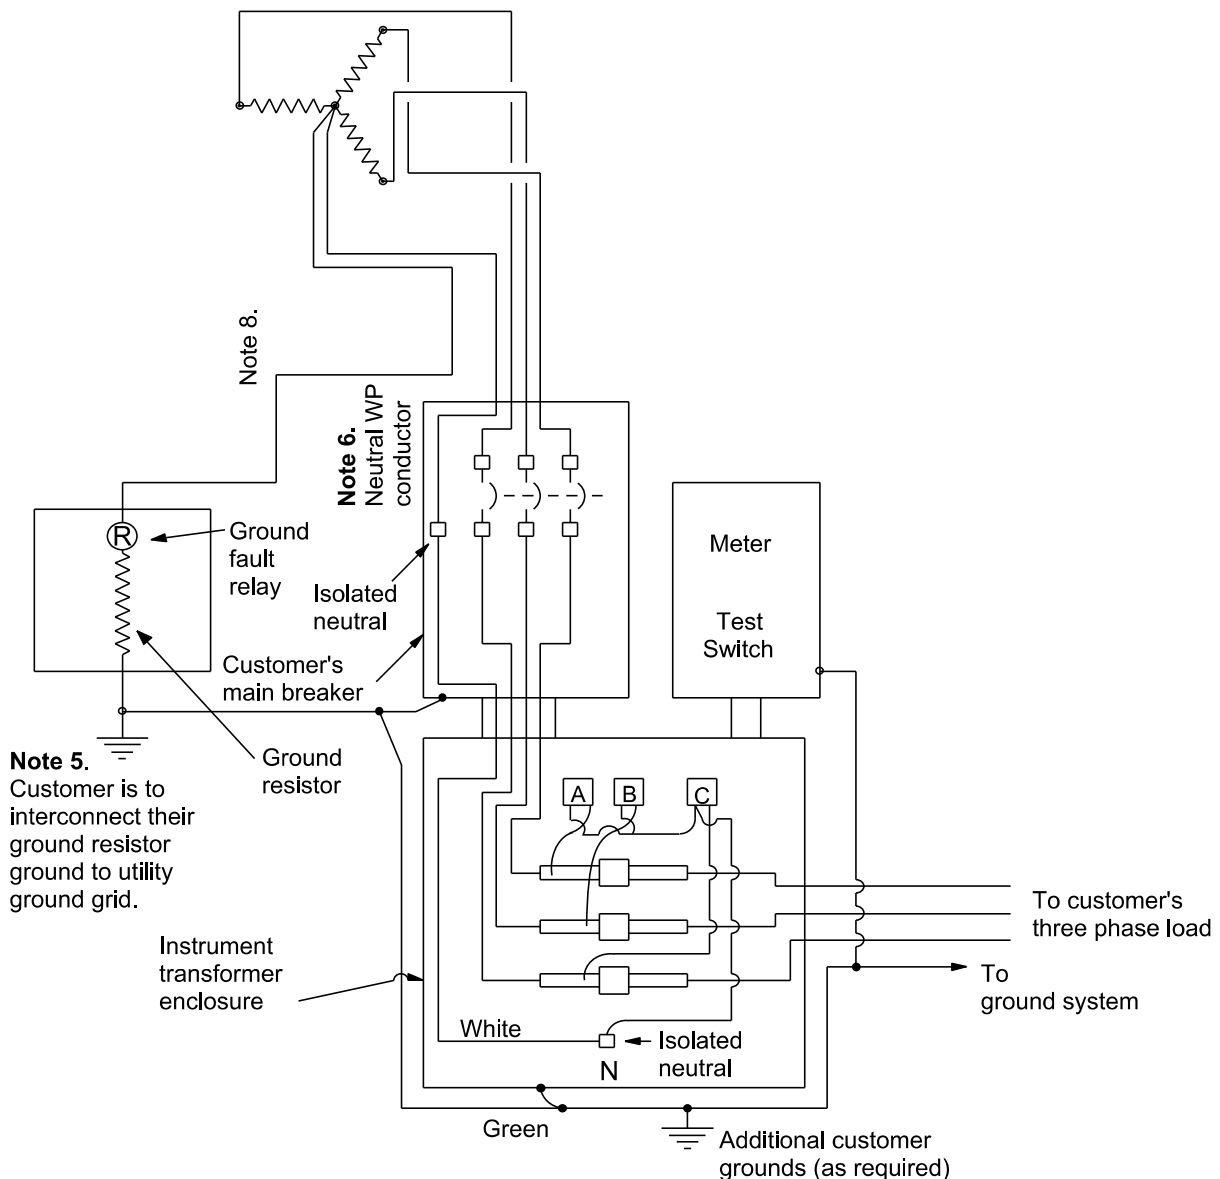 Note 8.
Note 6.
Neutral WP
conductor
R
Ground
fault
relay
Isolated
neutral
Meter
Test
Switch
Customer's
main breaker
Ground
resistor
Note 5.
Customer is to
interconnect their
ground resistor
ground to utility
ground grid.
A
B
C
To customer's
three phase load
Instrument
transformer
enclosure
To
ground system
White
Isolated
neutral
N
Green
Additional customer
grounds (as required)